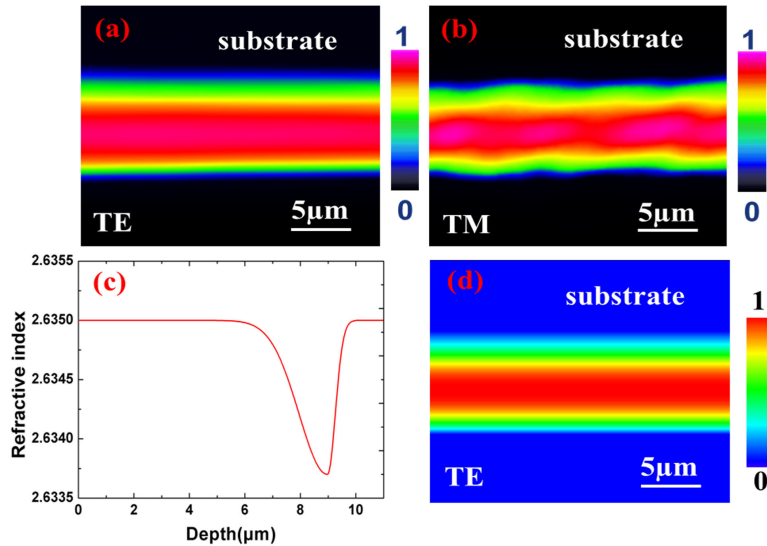 (a)
substrate
1
TE
5μm
0
(b)
substrate
1
TM
5μm
0
(c)
2.6355
2.6350
2.6345
2.6340
2.6335
Refractive index
0 2 4 6 8 10
Depth(μm)
(d)
substrate
1
TE
5μm
0